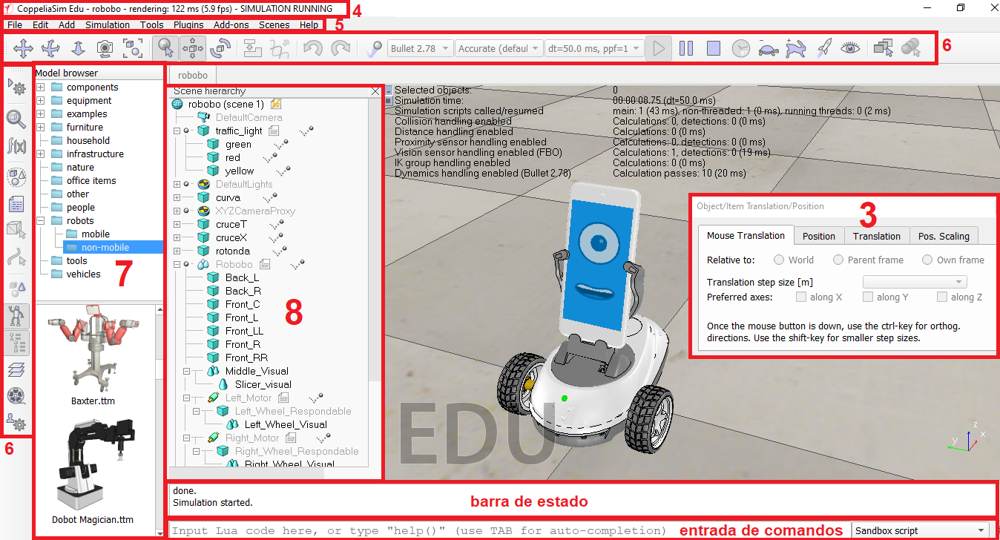 CoppeliaSim Edu - robobo - rendering: 122 ms (5.9 fps) - SIMULATION RUNNING
4
File Edit Add Simulation Tools Plugins Add-ons Scenes Help
5
Bullet 2.78 Accurate (defaul dt=50.0 ms, ppf=1
6
Model browser
components
equipment
examples
furniture
household
infrastructure
nature
office items
other
people
robots
mobile
non-mobile
tools
vehicles
7
Baxter.ttm
Dobot Magician.ttm
6
robobo
Scene hierarchy
robobo (scene 1)
DefaultCamera
traffic_light
green
red
yellow
DefaultLights
curva
XYZCameraProxy
cruceT
cruceX
rotonda
Robobo
Back_L
Back_R
Front_C
Front_L
Front_LL
Front_R
Front_RR
Middle_Visual
Slicer_visual
Left_Motor
Left_Wheel_Respondable
Left_Wheel_Visual
Right_Motor
Right_Wheel_Respondable
Right_Wheel_Visual
8
Selected objects: 0
Simulation time: 00:00:08.75 (dt=50.0 ms)
Simulation scripts called/resumed main: 1 (43 ms), non-threaded: 1 (0 ms), running threads: 0 (2 ms)
Collision handling enabled Calculations: 0, detections: 0 (0 ms)
Distance handling enabled Calculations: 0 (0 ms)
Proximity sensor handling enabled Calculations: 0, detections: 0 (0 ms)
Vision sensor handling enabled (FBO) Calculations: 1, detections: 0 (19 ms)
IK group handling enabled Calculations: 0 (0 ms)
Dynamics handling enabled (Bullet 2.78) Calculation passes: 10 (20 ms)
Object/Item Translation/Position
3
Mouse Translation Position Translation Pos. Scaling
Relative to: World Parent frame Own frame
Translation step size [m]
Preferred axes: along X along Y along Z
Once the mouse button is down, use the ctrl-key for orthog.
directions. Use the shift-key for smaller step sizes.
EDU
z
x
y
done.
Simulation started.
barra de estado
Input Lua code here, or type "help()" (use TAB for auto-completion)
entrada de comandos
Sandbox script